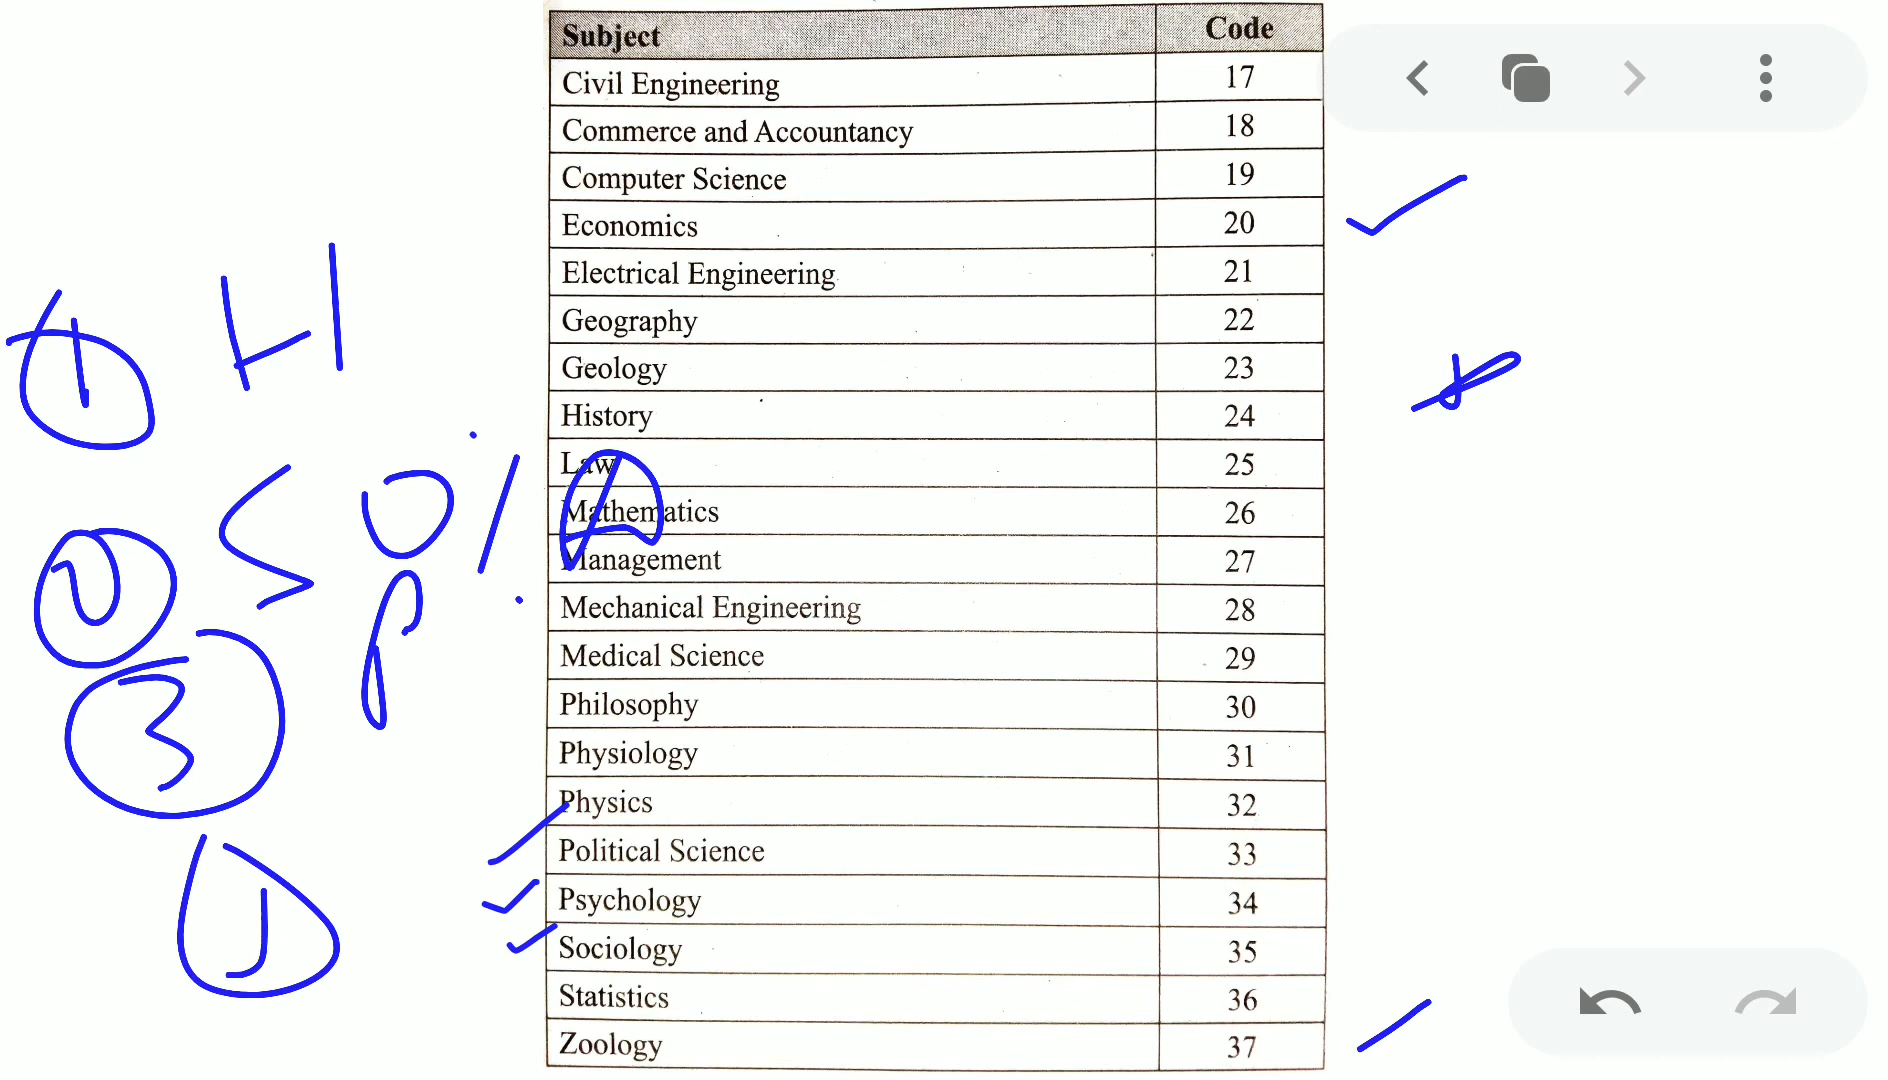 Subject Code
Civil Engineering 17
Commerce and Accountancy 18
Computer Science 19
Economics 20
Electrical Engineering 21
Geography 22
Geology 23
History 24
Law 25
Mathematics 26
Management 27
Mechanical Engineering 28
Medical Science 29
Philosophy 30
Physiology 31
Physics 32
Political Science 33
Psychology 34
Sociology 35
Statistics 36
Zoology 37
1 H
3